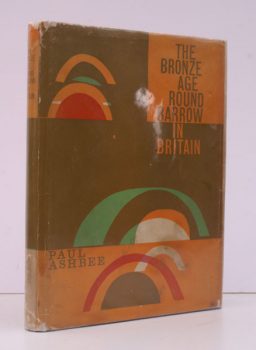 THE
BRONZE
AGE
ROUND
BARROW
IN
BRITAIN
PAUL
ASHBEE